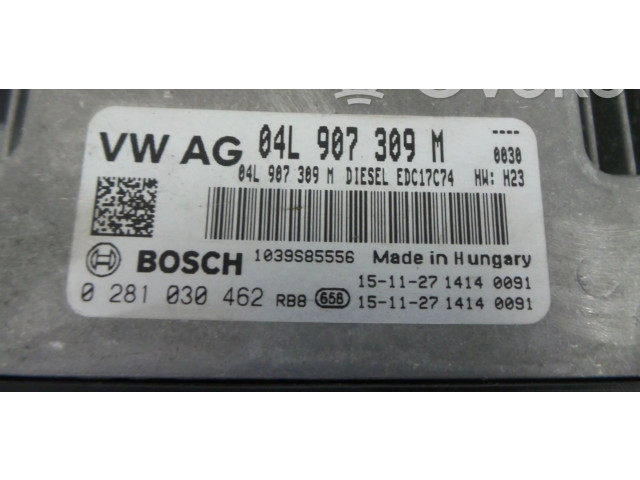 VW AG 04L 907 309 M ----
0030
04L 907 309 M DIESEL EDC17C74 HW: H23
BOSCH 1039S85556 Made in Hungary
15-11-27 1414 0091
0 281 030 462 RB8 658 15-11-27 1414 0091